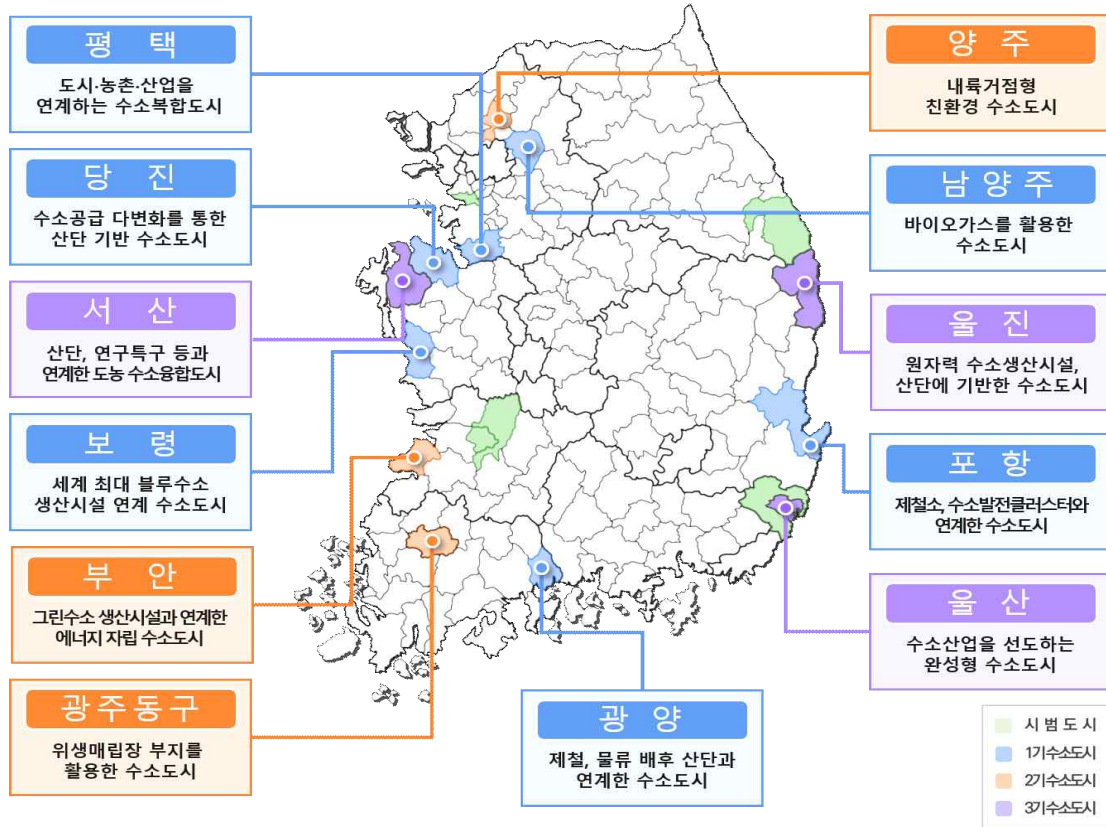 평 택
도시·농촌·산업을
연계하는 수소복합도시
당 진
수소공급 다변화를 통한
산단 기반 수소도시
서 산
산단, 연구특구 등과
연계한 도농 수소융합도시
보 령
세계 최대 블루수소
생산시설 연계 수소도시
부 안
그린수소 생산시설과 연계한
에너지 자립 수소도시
광주동구
위생매립장 부지를
활용한 수소도시
광 양
제철, 물류 배후 산단과
연계한 수소도시
양 주
내륙거점형
친환경 수소도시
남양주
바이오가스를 활용한
수소도시
울 진
원자력 수소생산시설,
산단에 기반한 수소도시
포 항
제철소, 수소발전클러스터와
연계한 수소도시
울 산
수소산업을 선도하는
완성형 수소도시
시 범 도 시
1기수소도시
2기수소도시
3기수소도시